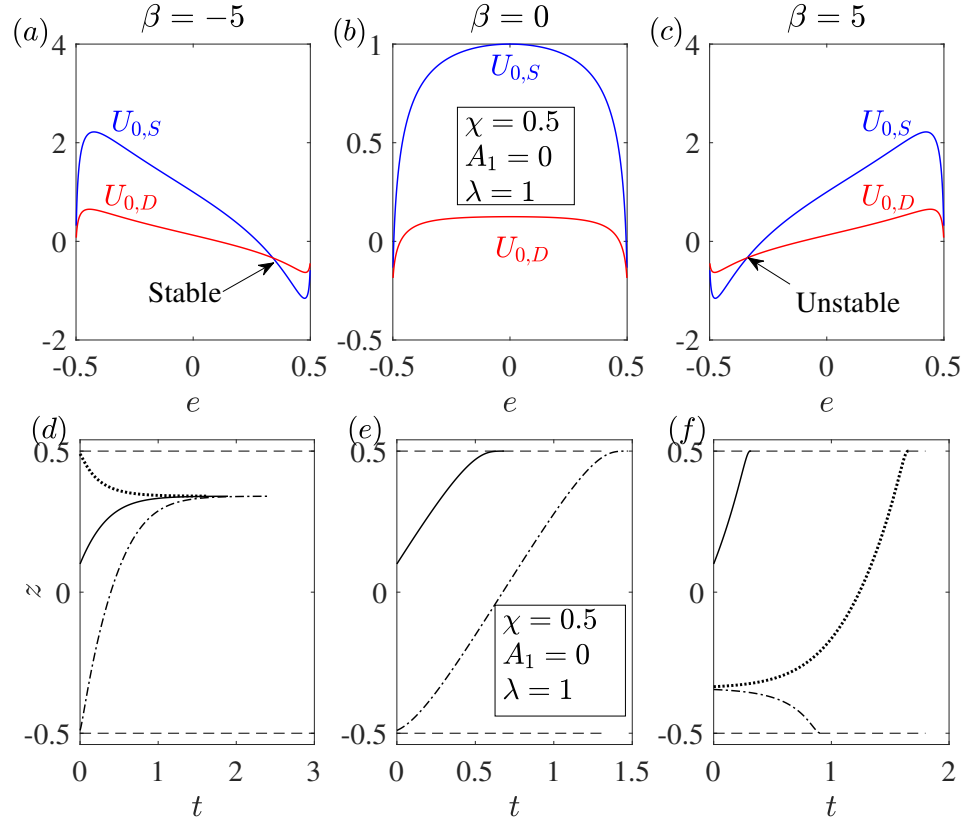 β = −5
β = 0
β = 5
(a)
(b)
(c)
4
2
0
-2
U₀,S
U₀,D
Stable
-0.5
0
0.5
e
1
0.5
0
-0.5
U₀,S
χ = 0.5
A₁ = 0
λ = 1
U₀,D
-0.5
0
0.5
e
4
2
0
-2
U₀,S
U₀,D
Unstable
-0.5
0
0.5
e
(d)
(e)
(f)
0.5
0
-0.5
z
0
1
2
3
t
0.5
0
-0.5
χ = 0.5
A₁ = 0
λ = 1
0
0.5
1
1.5
t
0.5
0
-0.5
0
1
2
t